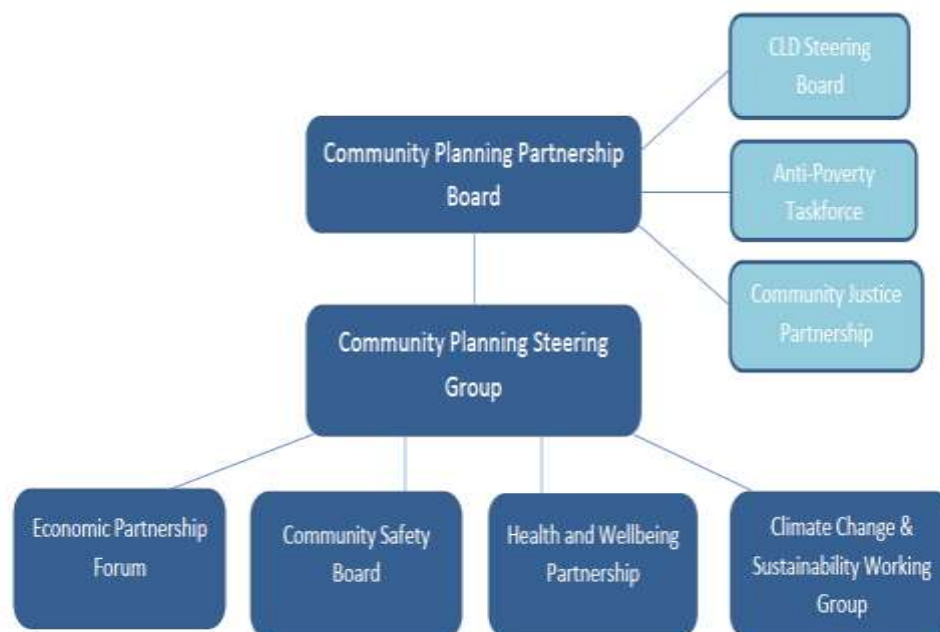 CLD Steering
Board
Community Planning Partnership
Board
Anti-Poverty
Taskforce
Community Justice
Partnership
Community Planning Steering
Group
Economic Partnership
Forum
Community Safety
Board
Health and Wellbeing
Partnership
Climate Change &
Sustainability Working
Group